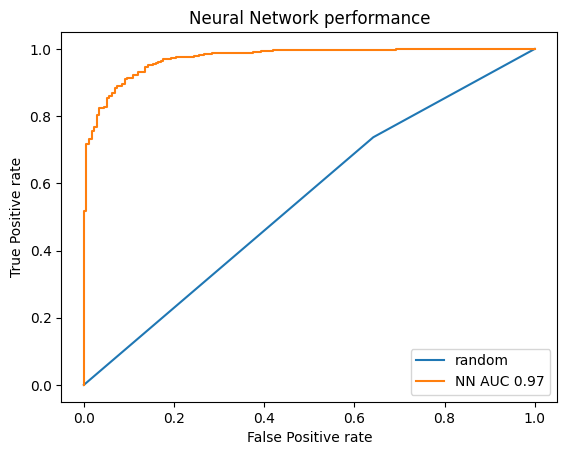 Neural Network performance
True Positive rate
1.0
0.8
0.6
0.4
0.2
0.0
0.0 0.2 0.4 0.6 0.8 1.0
False Positive rate
random
NN AUC 0.97